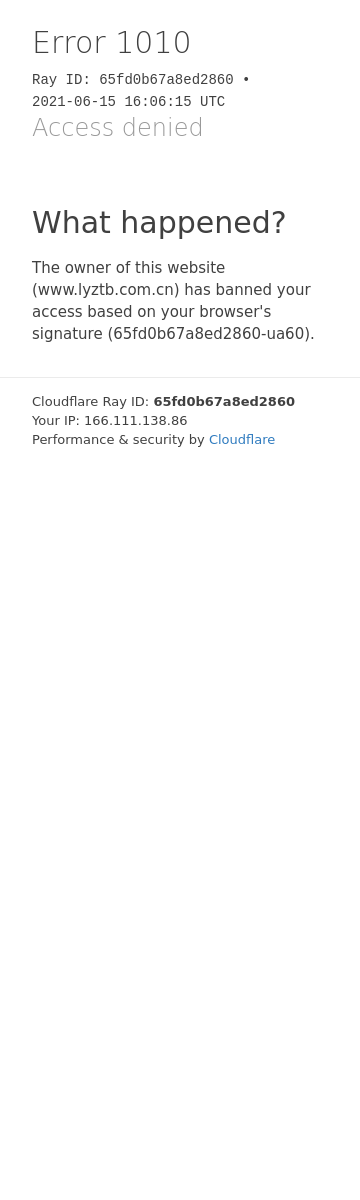 Error 1010
Ray ID: 65fd0b67a8ed2860 •
2021-06-15 16:06:15 UTC
Access denied
What happened?
The owner of this website
(www.lyztb.com.cn) has banned your
access based on your browser's
signature (65fd0b67a8ed2860-ua60).
Cloudflare Ray ID: 65fd0b67a8ed2860
Your IP: 166.111.138.86
Performance & security by Cloudflare